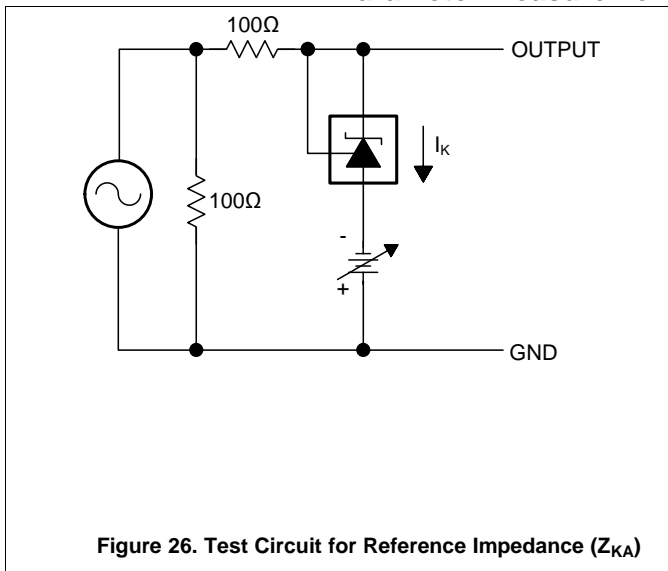 100Ω
OUTPUT
I_K
100Ω
-
+
GND
Figure 26. Test Circuit for Reference Impedance (Z_KA)